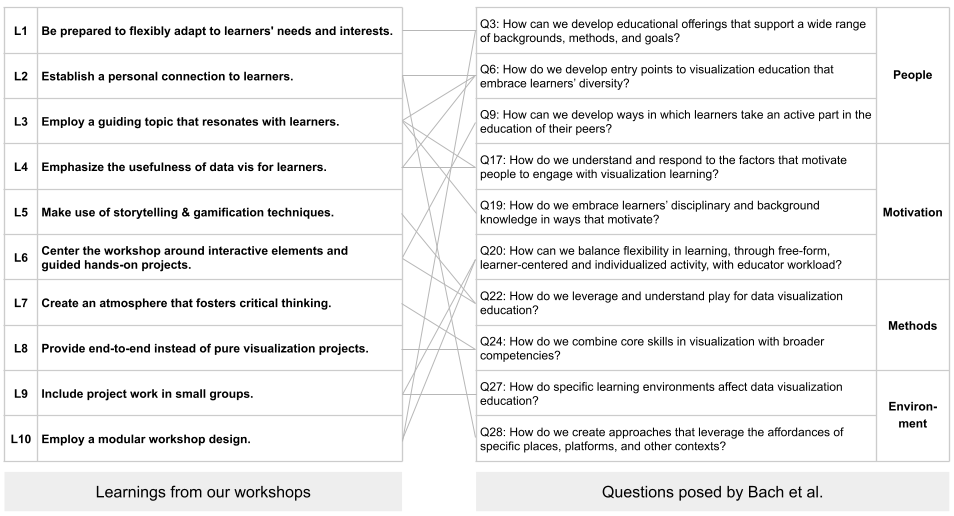 L1 Be prepared to flexibly adapt to learners' needs and interests.
L2 Establish a personal connection to learners.
L3 Employ a guiding topic that resonates with learners.
L4 Emphasize the usefulness of data vis for learners.
L5 Make use of storytelling & gamification techniques.
L6 Center the workshop around interactive elements and
guided hands-on projects.
L7 Create an atmosphere that fosters critical thinking.
L8 Provide end-to-end instead of pure visualization projects.
L9 Include project work in small groups.
L10 Employ a modular workshop design.
Learnings from our workshops
Q3: How can we develop educational offerings that support a wide range
of backgrounds, methods, and goals?
Q6: How do we develop entry points to visualization education that
embrace learners’ diversity?
Q9: How can we develop ways in which learners take an active part in the
education of their peers?
People
Q17: How do we understand and respond to the factors that motivate
people to engage with visualization learning?
Q19: How do we embrace learners’ disciplinary and background
knowledge in ways that motivate?
Q20: How can we balance flexibility in learning, through free-form,
learner-centered and individualized activity, with educator workload?
Motivation
Q22: How do we leverage and understand play for data visualization
education?
Q24: How do we combine core skills in visualization with broader
competencies?
Methods
Q27: How do specific learning environments affect data visualization
education?
Q28: How do we create approaches that leverage the affordances of
specific places, platforms, and other contexts?
Environ-
ment
Questions posed by Bach et al.